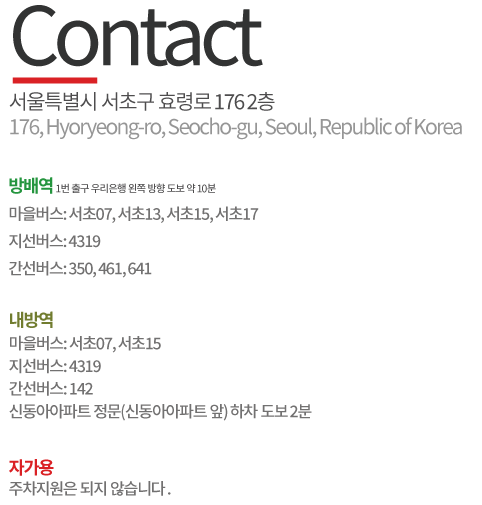 Contact
서울특별시 서초구 효령로 176 2층
176, Hyoryeong-ro, Seocho-gu, Seoul, Republic of Korea
방배역 1번 출구 우리은행 왼쪽 방향 도보 약 10분
마을버스: 서초07, 서초13, 서초15, 서초17
지선버스: 4319
간선버스: 350, 461, 641
내방역
마을버스: 서초07, 서초15
지선버스: 4319
간선버스: 142
신동아아파트 정문(신동아아파트 앞) 하차 도보 2분
자가용
주차지원은 되지 않습니다 .